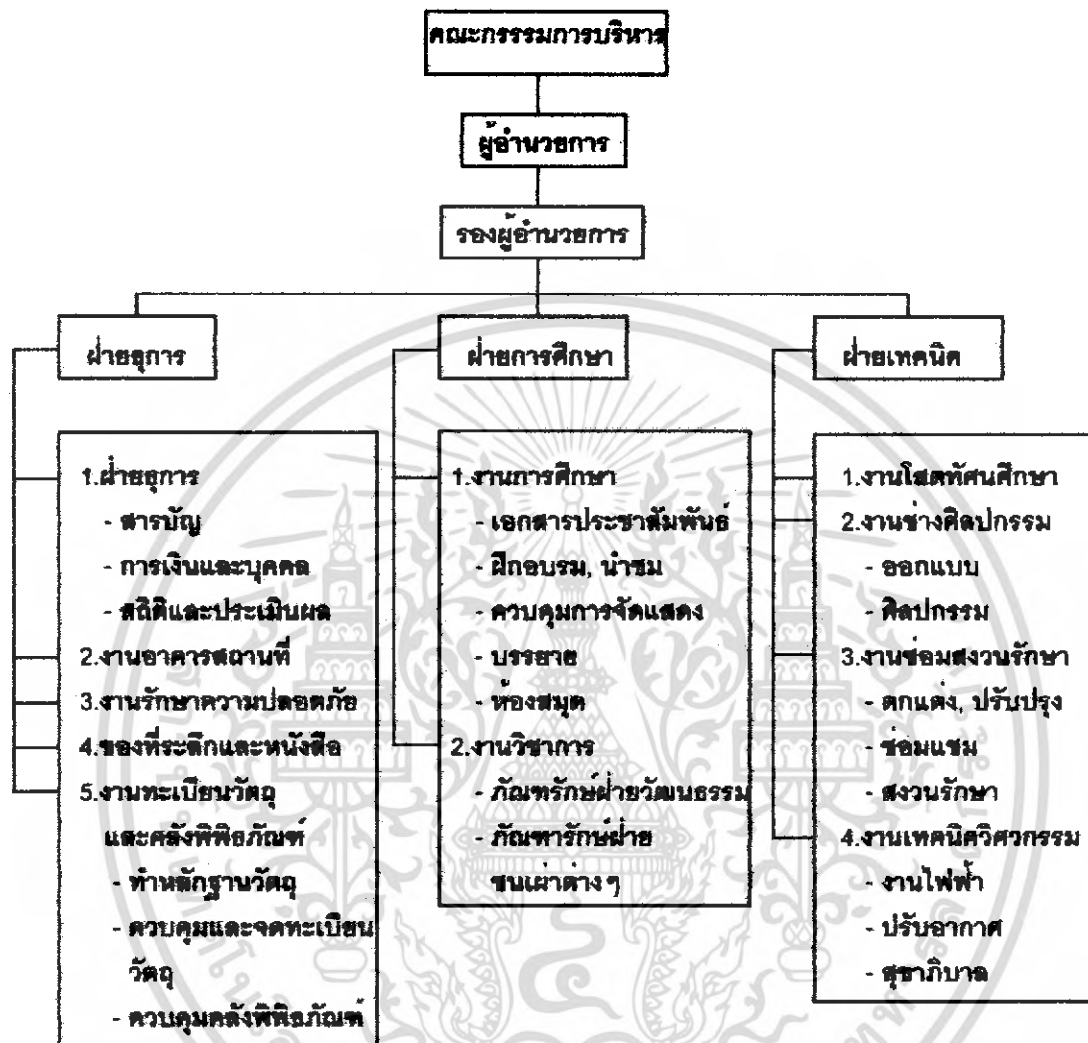 คณะกรรรมการบริหาร
ผู้อำนวยการ
รองผู้อำนวยการ
ฝ่ายธุการ
ฝ่ายการศึกษา
ฝ่ายเทคนิค
1.ฝ่ายธุการ
- สารบัญ
- การเงินและบุคคล
- สถิติและประเมินผล
2.งานอาคารสถานที่
3.งานรักษาความปลอดภัย
4.ของที่ระลึกและหนังสือ
5.งานทะเบียนวัตถุ
และคลังพิพิธภัณฑ์
- ทำหลักฐานวัตถุ
- ควบคุมและจดทะเบียน
วัตถุ
- ควบคุมคลังพิพิธภัณฑ์
1.งานการศึกษา
- เอกสารประชาสัมพันธ์
- ฝึกอบรม, นำชม
- ควบคุมการจัดแสดง
- บรรยาย
- ห้องสมุด
2.งานวิชาการ
- ภัณฑรักษ์ฝ่ายวัฒนธรรม
- ภัณฑารักษ์ฝ่าย
ชนเผ่าต่างๆ
1.งานโสตทัศนศึกษา
2.งานช่างศิลปกรรม
- ออกแบบ
- ศิลปกรรม
3.งานซ่อมสงวนรักษา
- ตกแต่ง, ปรับปรุง
- ซ่อมแซม
- สงวนรักษา
4.งานเทคนิควิศวกรรม
- งานไฟฟ้า
- ปรับอากาศ
- สุขาภิบาล